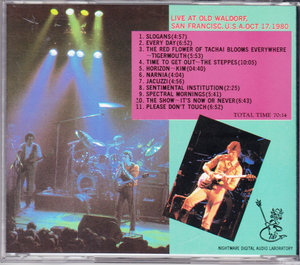 LIVE AT OLD WALDORF,
SAN FRANCISC, U.S.A-OCT-17.1980
1. SLOGANS(4:57)
2. EVERY DAY(6:52)
3. THE RED FLOWER OF TACHAI BLOOMS EVERYWHERE
—TIGERMOUTH(5:53)
4. TIME TO GET OUT—THE STEPPES(10:05)
5. HORIZON—KIM(04:40)
6. NARNIA(4:04)
7. JACUZZI(4:56)
8. SENTIMENTAL INSTITUTION(2:25)
9. SPECTRAL MORNINGS(5:41)
10. THE SHOW—IT'S NOW OR NEVER(6:43)
11. PLEASE DON'T TOUCH(6:52)
TOTAL TIME 70:14
NIGHTWAVE DIGITAL AUDIO LABORATORY